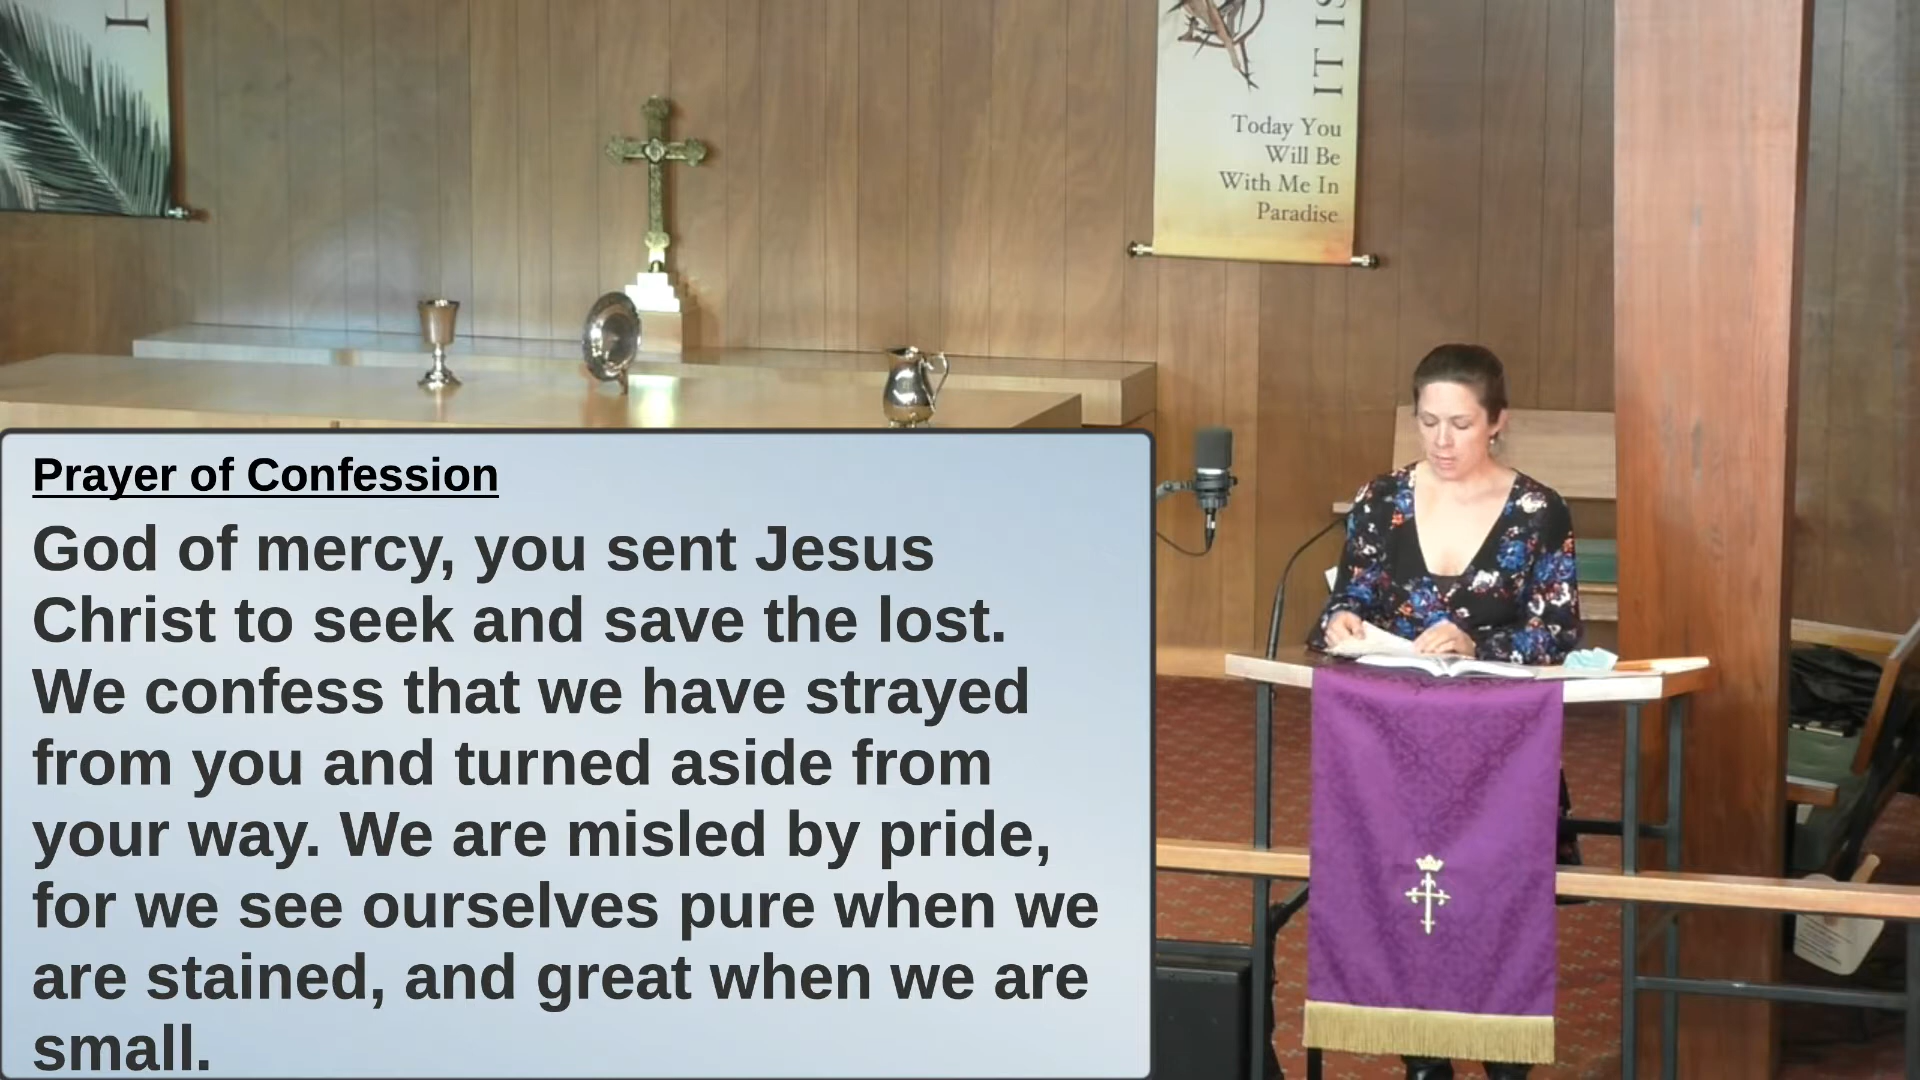 H
IT IS
Today You
Will Be
With Me In
Paradise
Prayer of Confession
God of mercy, you sent Jesus
Christ to seek and save the lost.
We confess that we have strayed
from you and turned aside from
your way. We are misled by pride,
for we see ourselves pure when we
are stained, and great when we are
small.